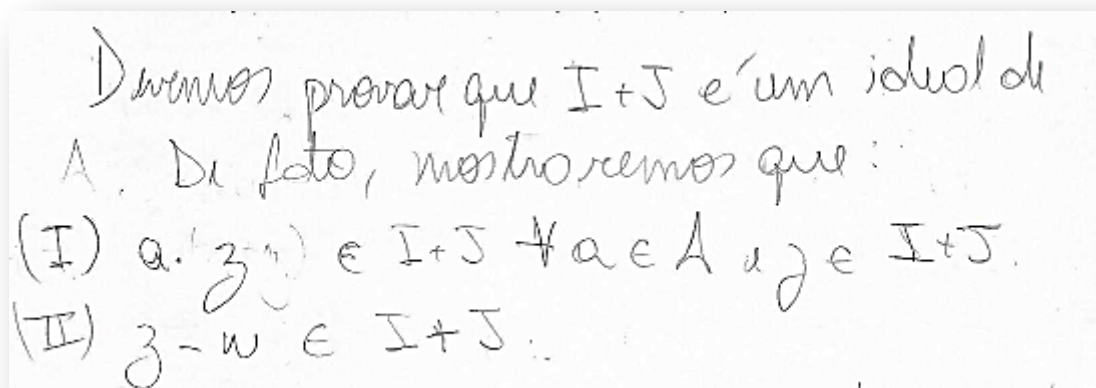 Devemos provar que I+J é um ideal de
A. De fato, mostraremos que:
(I) a.z ∈ I+J ∀ a ∈ A e z ∈ I+J.
(II) z-w ∈ I+J.